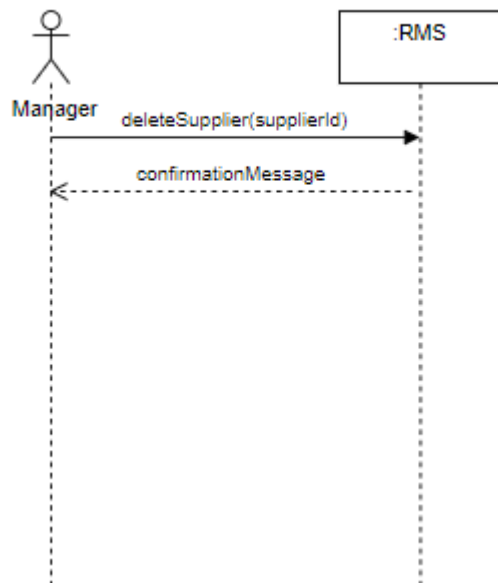 :RMS
Manager
deleteSupplier(supplierId)
confirmationMessage